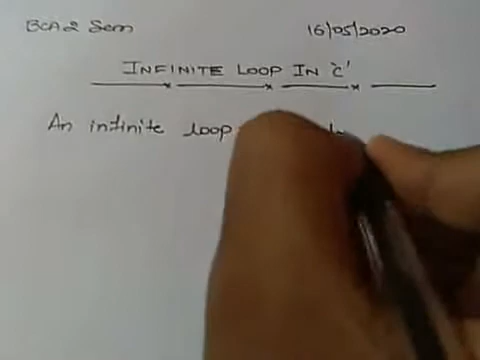 BCA 2 Sem
16/05/2020
INFINITE LOOP IN 'C'
An infinite loop